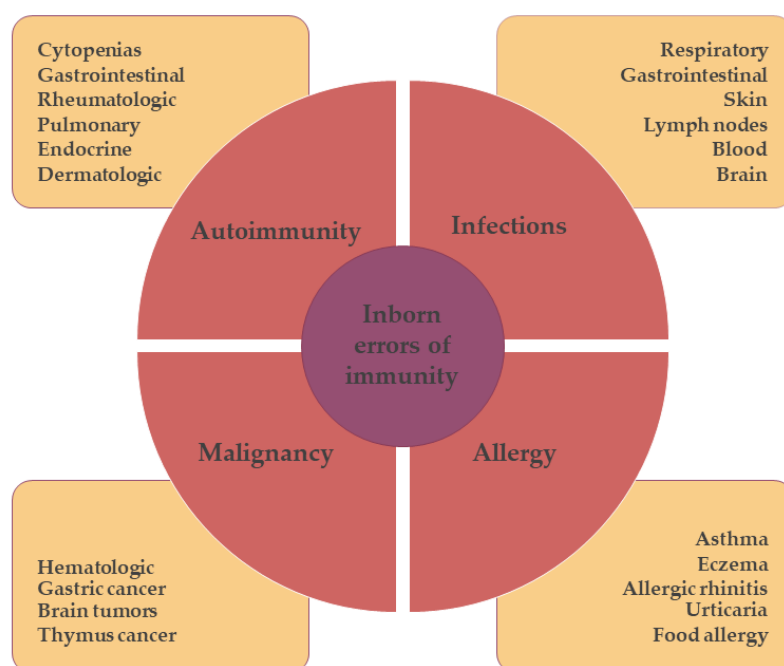 Cytopenias
Gastrointestinal
Rheumatologic
Pulmonary
Endocrine
Dermatologic
Respiratory
Gastrointestinal
Skin
Lymph nodes
Blood
Brain
Autoimmunity
Infections
Inborn
errors of
immunity
Malignancy
Allergy
Hematologic
Gastric cancer
Brain tumors
Thymus cancer
Asthma
Eczema
Allergic rhinitis
Urticaria
Food allergy